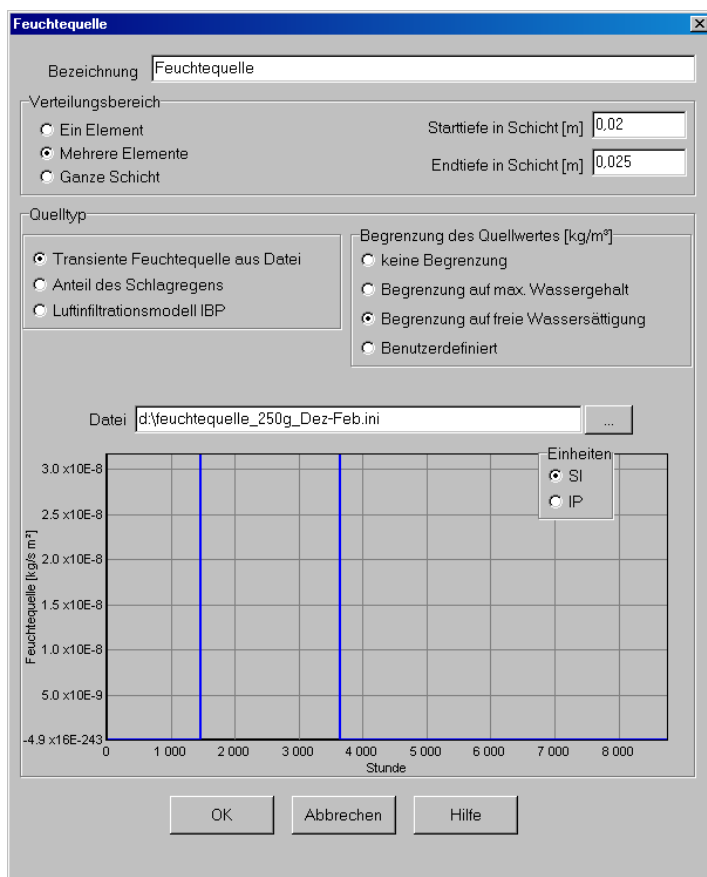 Feuchtequelle
Bezeichnung Feuchtequelle
Verteilungsbereich
Ein Element
Mehrere Elemente
Ganze Schicht
Starttiefe in Schicht [m] 0,02
Endtiefe in Schicht [m] 0,025
Quelltyp
Transiente Feuchtequelle aus Datei
Anteil des Schlagregens
Luftinfiltrationsmodell IBP
Begrenzung des Quellwertes [kg/m³]
keine Begrenzung
Begrenzung auf max. Wassergehalt
Begrenzung auf freie Wassersättigung
Benutzerdefiniert
Datei d:\feuchtequelle_250g_Dez-Feb.ini ...
Einheiten
SI
IP
Feuchtequelle [kg/s m²]
3.0 x10E-8
2.5 x10E-8
2.0 x10E-8
1.5 x10E-8
1.0 x10E-8
5.0 x10E-9
-4.9 x16E-243
0 1 000 2 000 3 000 4 000 5 000 6 000 7 000 8 000
Stunde
OK Abbrechen Hilfe